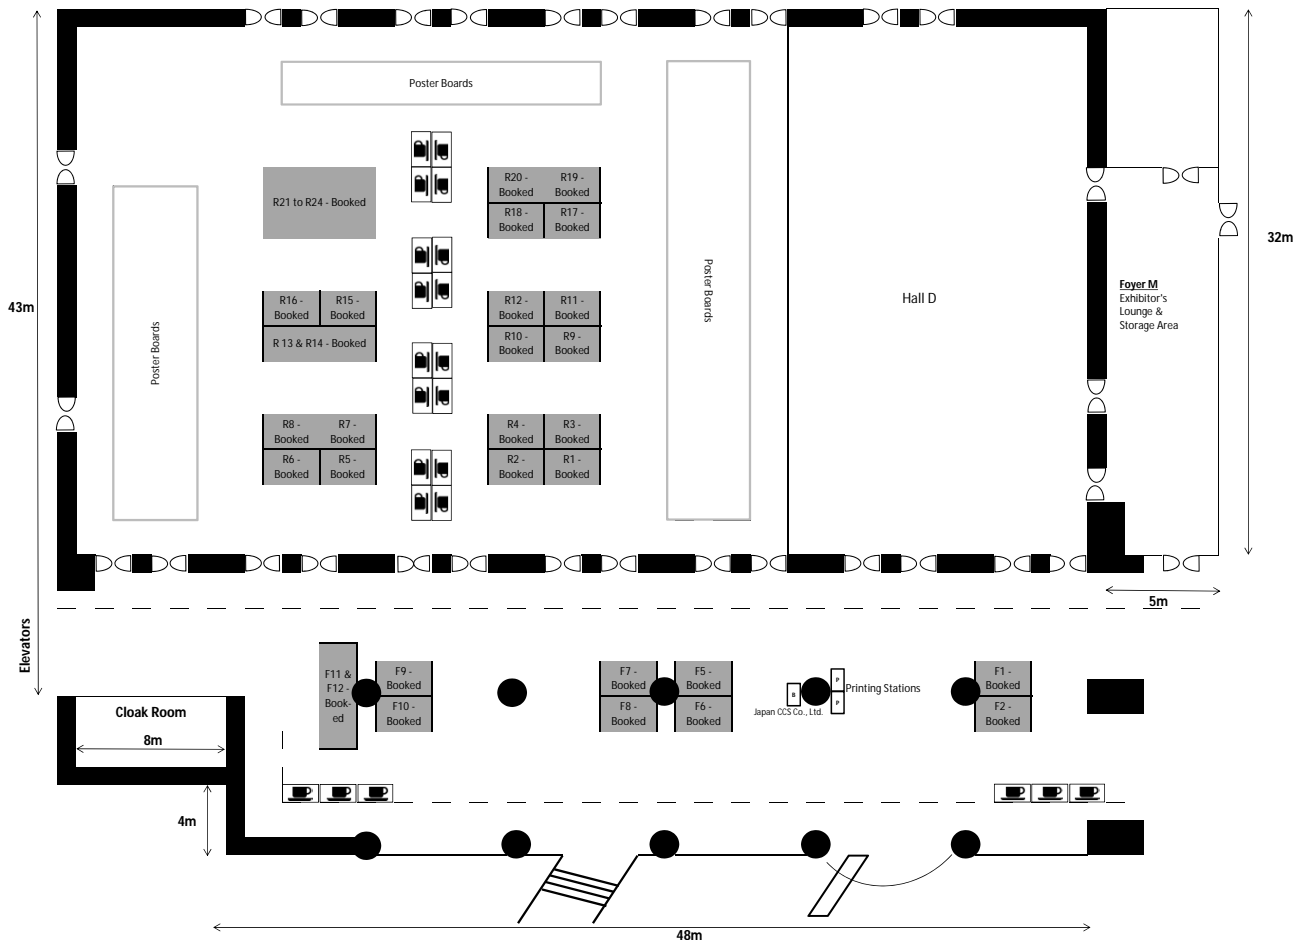 Poster Boards
R20 -
Booked
R19 -
Booked
R21 to R24 - Booked
R18 -
Booked
R17 -
Booked
Poster Boards
Poster Boards
32m
Foyer M
Exhibitor's
Lounge &
Storage Area
Hall D
43m
R16 -
Booked
R15 -
Booked
R12 -
Booked
R11 -
Booked
R 13 & R14 - Booked
R10 -
Booked
R9 -
Booked
R8 -
Booked
R7 -
Booked
R4 -
Booked
R3 -
Booked
R6 -
Booked
R5 -
Booked
R2 -
Booked
R1 -
Booked
5m
Elevators
F11 &
F12 -
Book-
ed
F9 -
Booked
F10 -
Booked
F7 -
Booked
F5 -
Booked
F8 -
Booked
F6 -
Booked
B
P
P
Printing Stations
Japan CCS Co., Ltd.
F1 -
Booked
F2 -
Booked
Cloak Room
8m
4m
48m